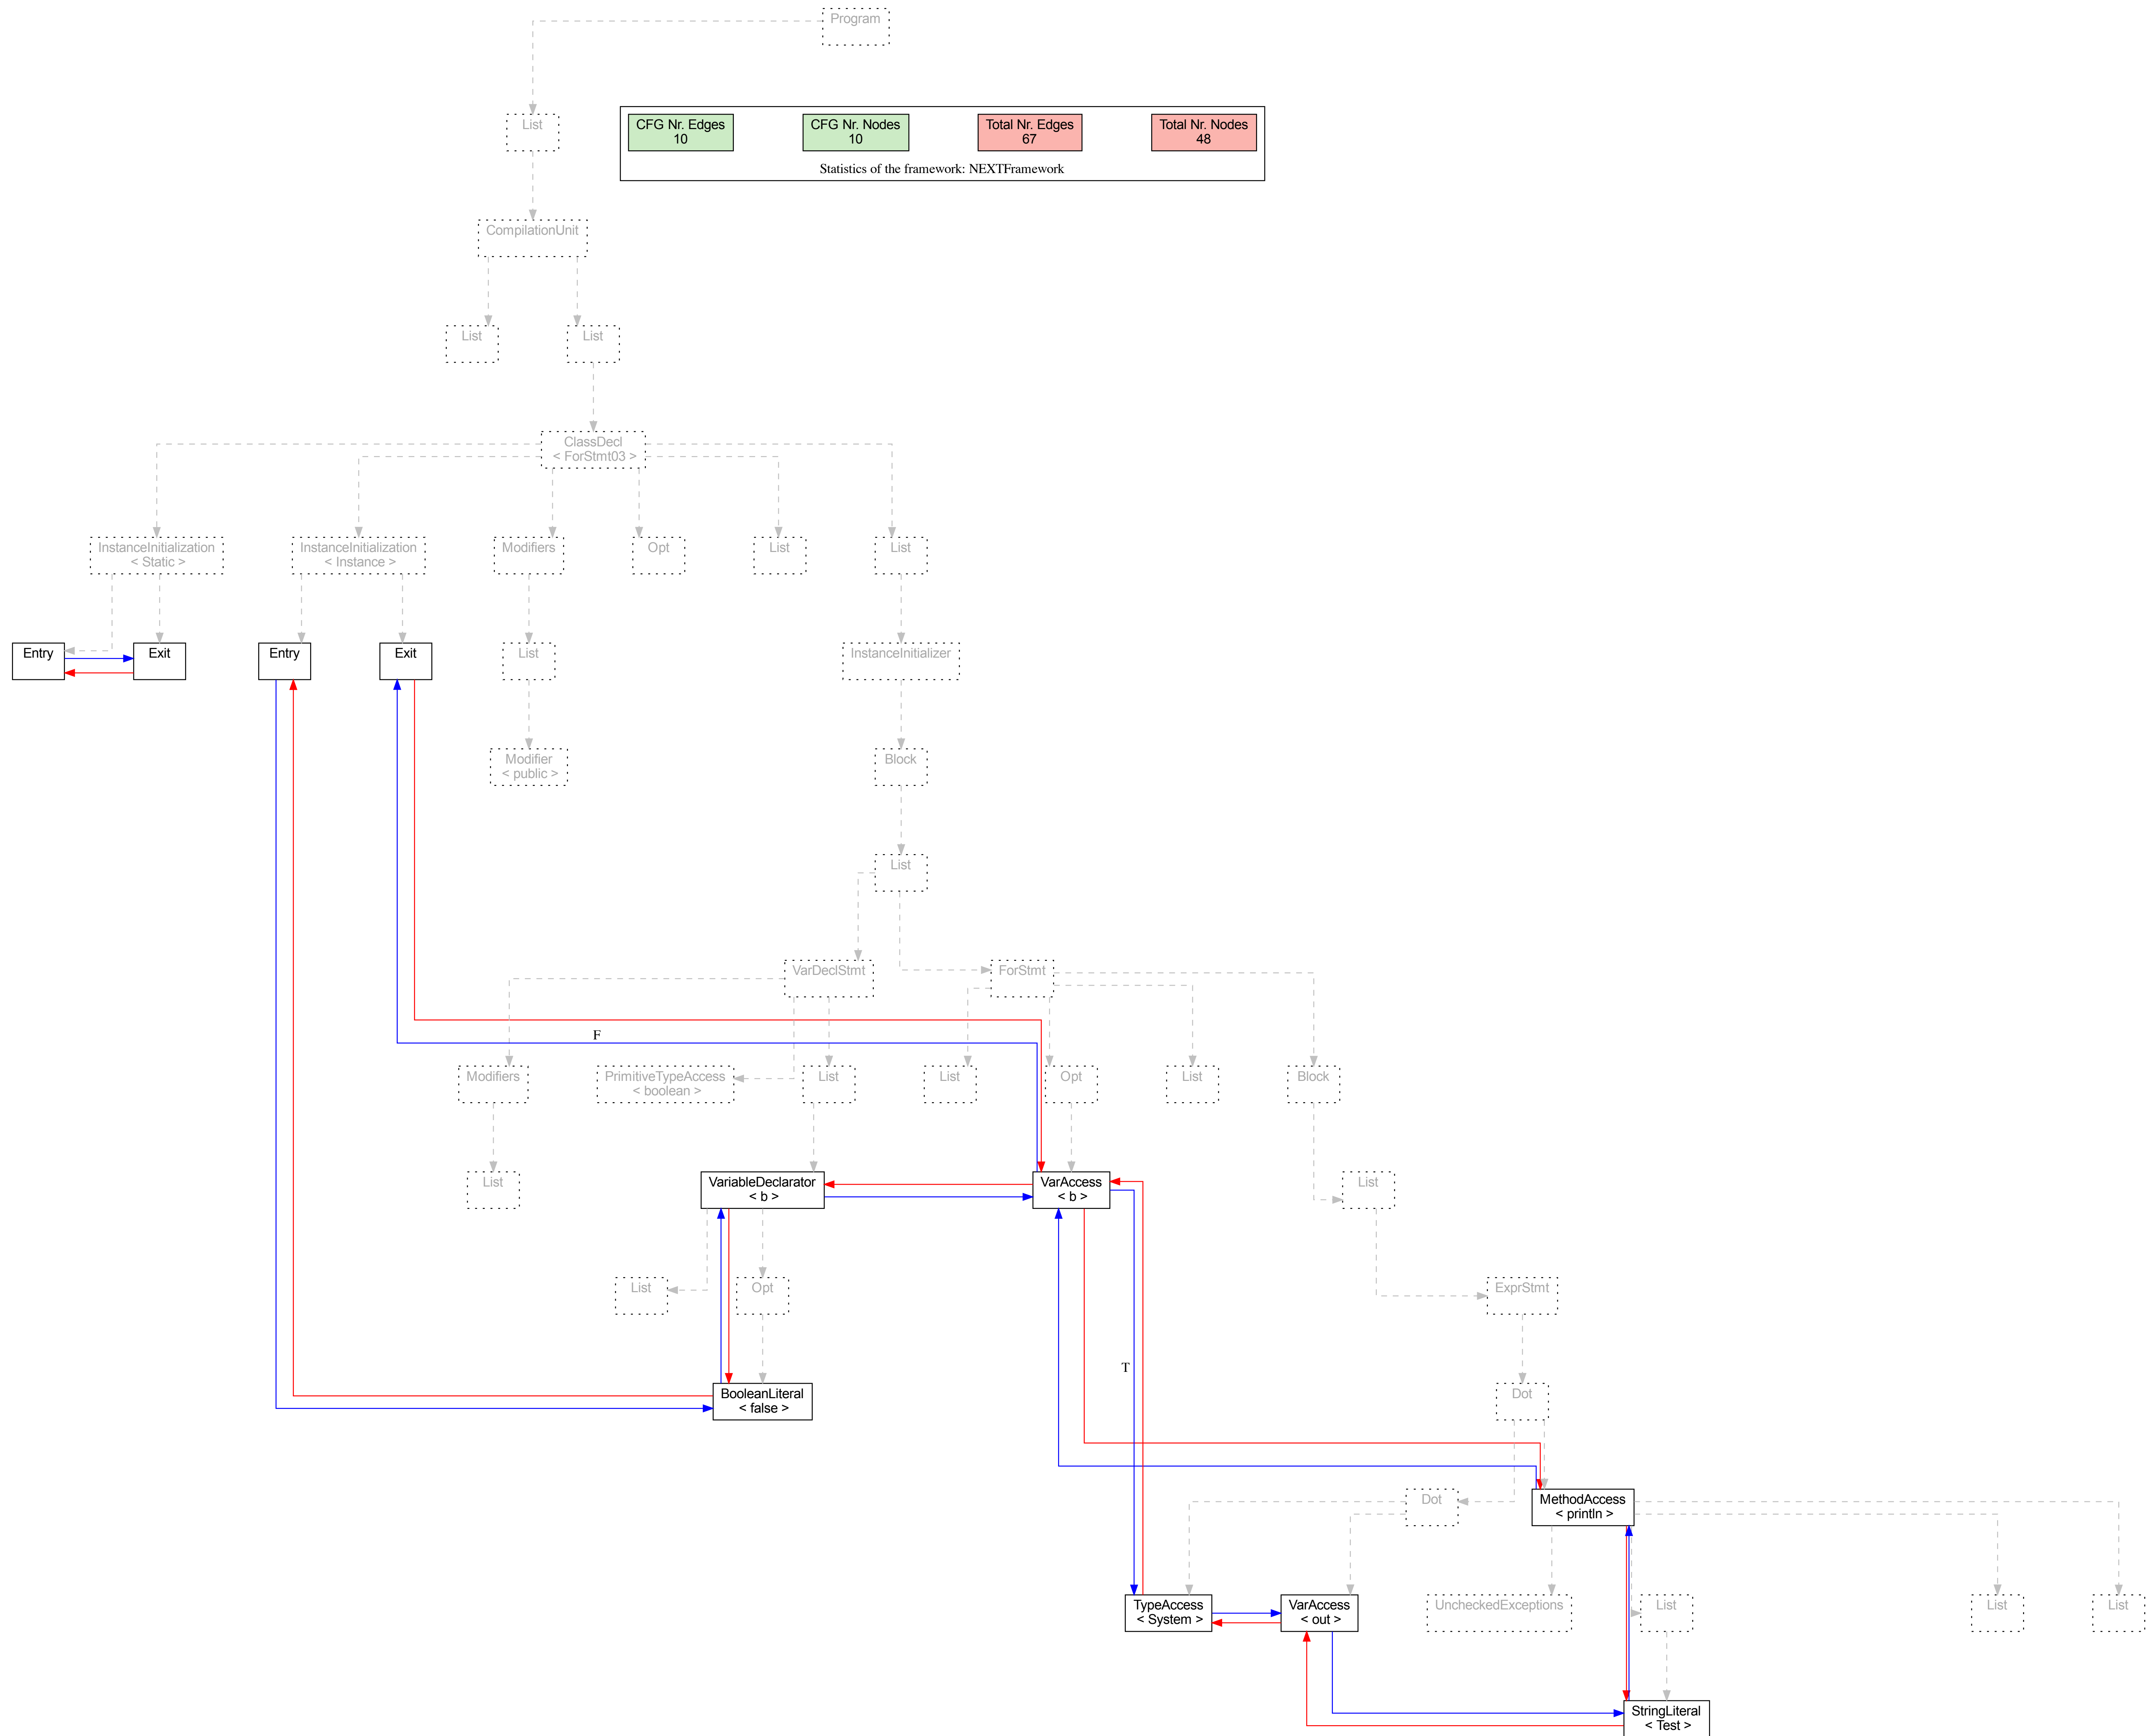 Program
List
CFG Nr. Edges
10
CFG Nr. Nodes
10
Total Nr. Edges
67
Total Nr. Nodes
48
Statistics of the framework: NEXTFramework
CompilationUnit
List
List
ClassDecl
< ForStmt03 >
InstanceInitialization
< Static >
InstanceInitialization
< Instance >
Modifiers
Opt
List
List
Entry
Exit
Entry
Exit
List
InstanceInitializer
Modifier
< public >
Block
List
VarDeclStmt
ForStmt
F
Modifiers
PrimitiveTypeAccess
< boolean >
List
List
Opt
List
Block
List
VariableDeclarator
< b >
VarAccess
< b >
List
List
Opt
ExprStmt
T
BooleanLiteral
< false >
Dot
Dot
MethodAccess
< println >
TypeAccess
< System >
VarAccess
< out >
UncheckedExceptions
List
List
List
StringLiteral
< Test >